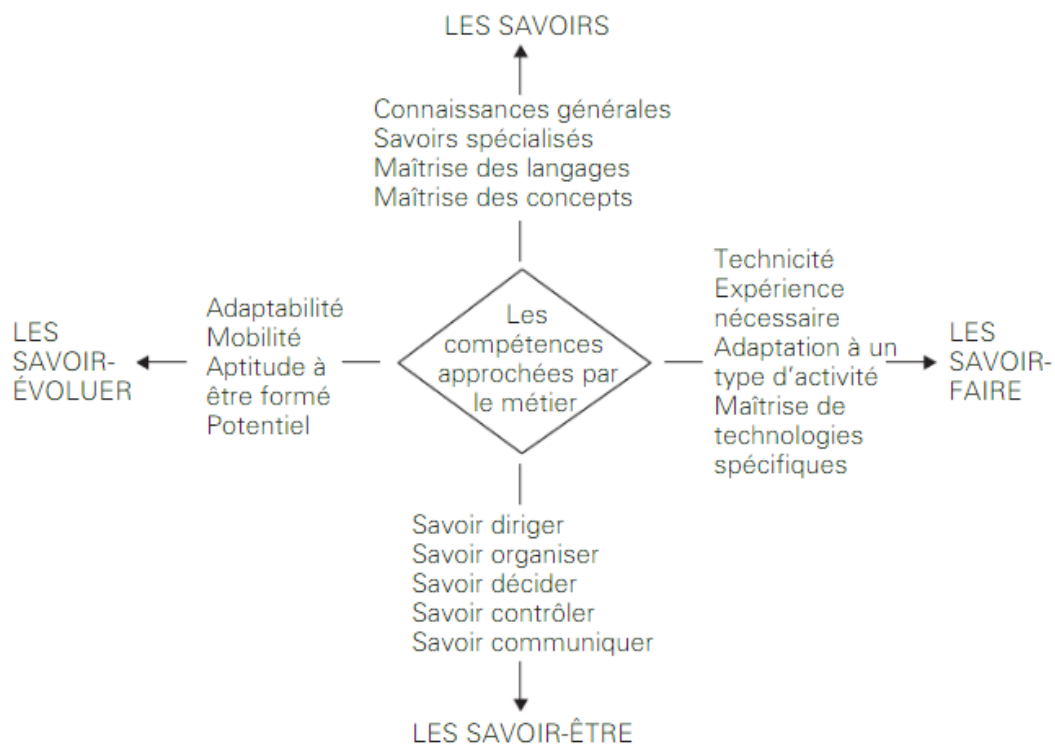 LES SAVOIRS
Connaissances générales
Savoirs spécialisés
Maîtrise des langages
Maîtrise des concepts
LES
SAVOIR-
ÉVOLUER
Adaptabilité
Mobilité
Aptitude à
être formé
Potentiel
Les
compétences
approchées par
le métier
Technicité
Expérience
nécessaire
Adaptation à un
type d'activité
Maîtrise de
technologies
spécifiques
LES
SAVOIR-
FAIRE
Savoir diriger
Savoir organiser
Savoir décider
Savoir contrôler
Savoir communiquer
LES SAVOIR-ÊTRE